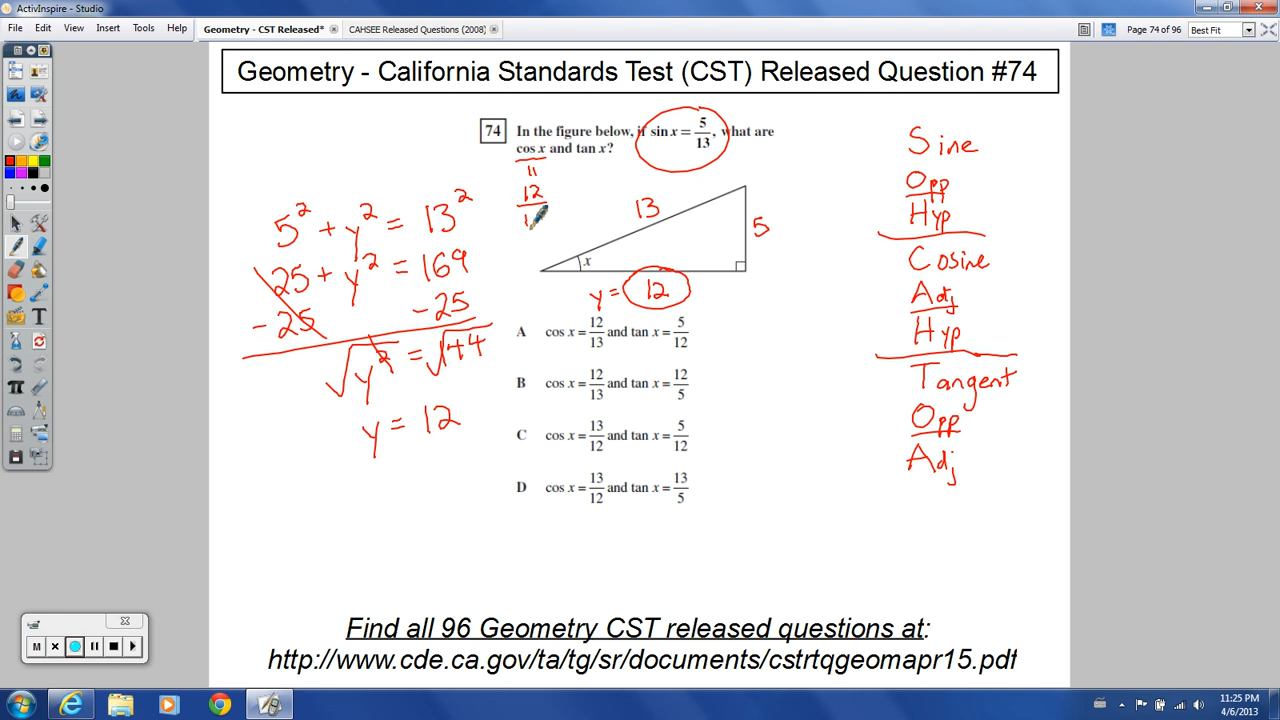 ActivInspire - Studio
File Edit View Insert Tools Help
Geometry - CST Released*
CAHSEE Released Questions (2008)
Page 74 of 96
Best Fit
Geometry - California Standards Test (CST) Released Question #74
74 In the figure below, if sin x = 5/13, what are
cos x and tan x?
"
12
1
5² + y² = 13²
25 + y² = 169
- 25 - 25
√y² = √144
y = 12
13
5
x
y = 12
A cos x = 12/13 and tan x = 5/12
B cos x = 12/13 and tan x = 12/5
C cos x = 13/12 and tan x = 5/12
D cos x = 13/12 and tan x = 13/5
Sine
Opp
Hyp
Cosine
Adj
Hyp
Tangent
Opp
Adj
Find all 96 Geometry CST released questions at:
http://www.cde.ca.gov/ta/tg/sr/documents/cstrtqgeomapr15.pdf
M
11:25 PM
4/6/2013